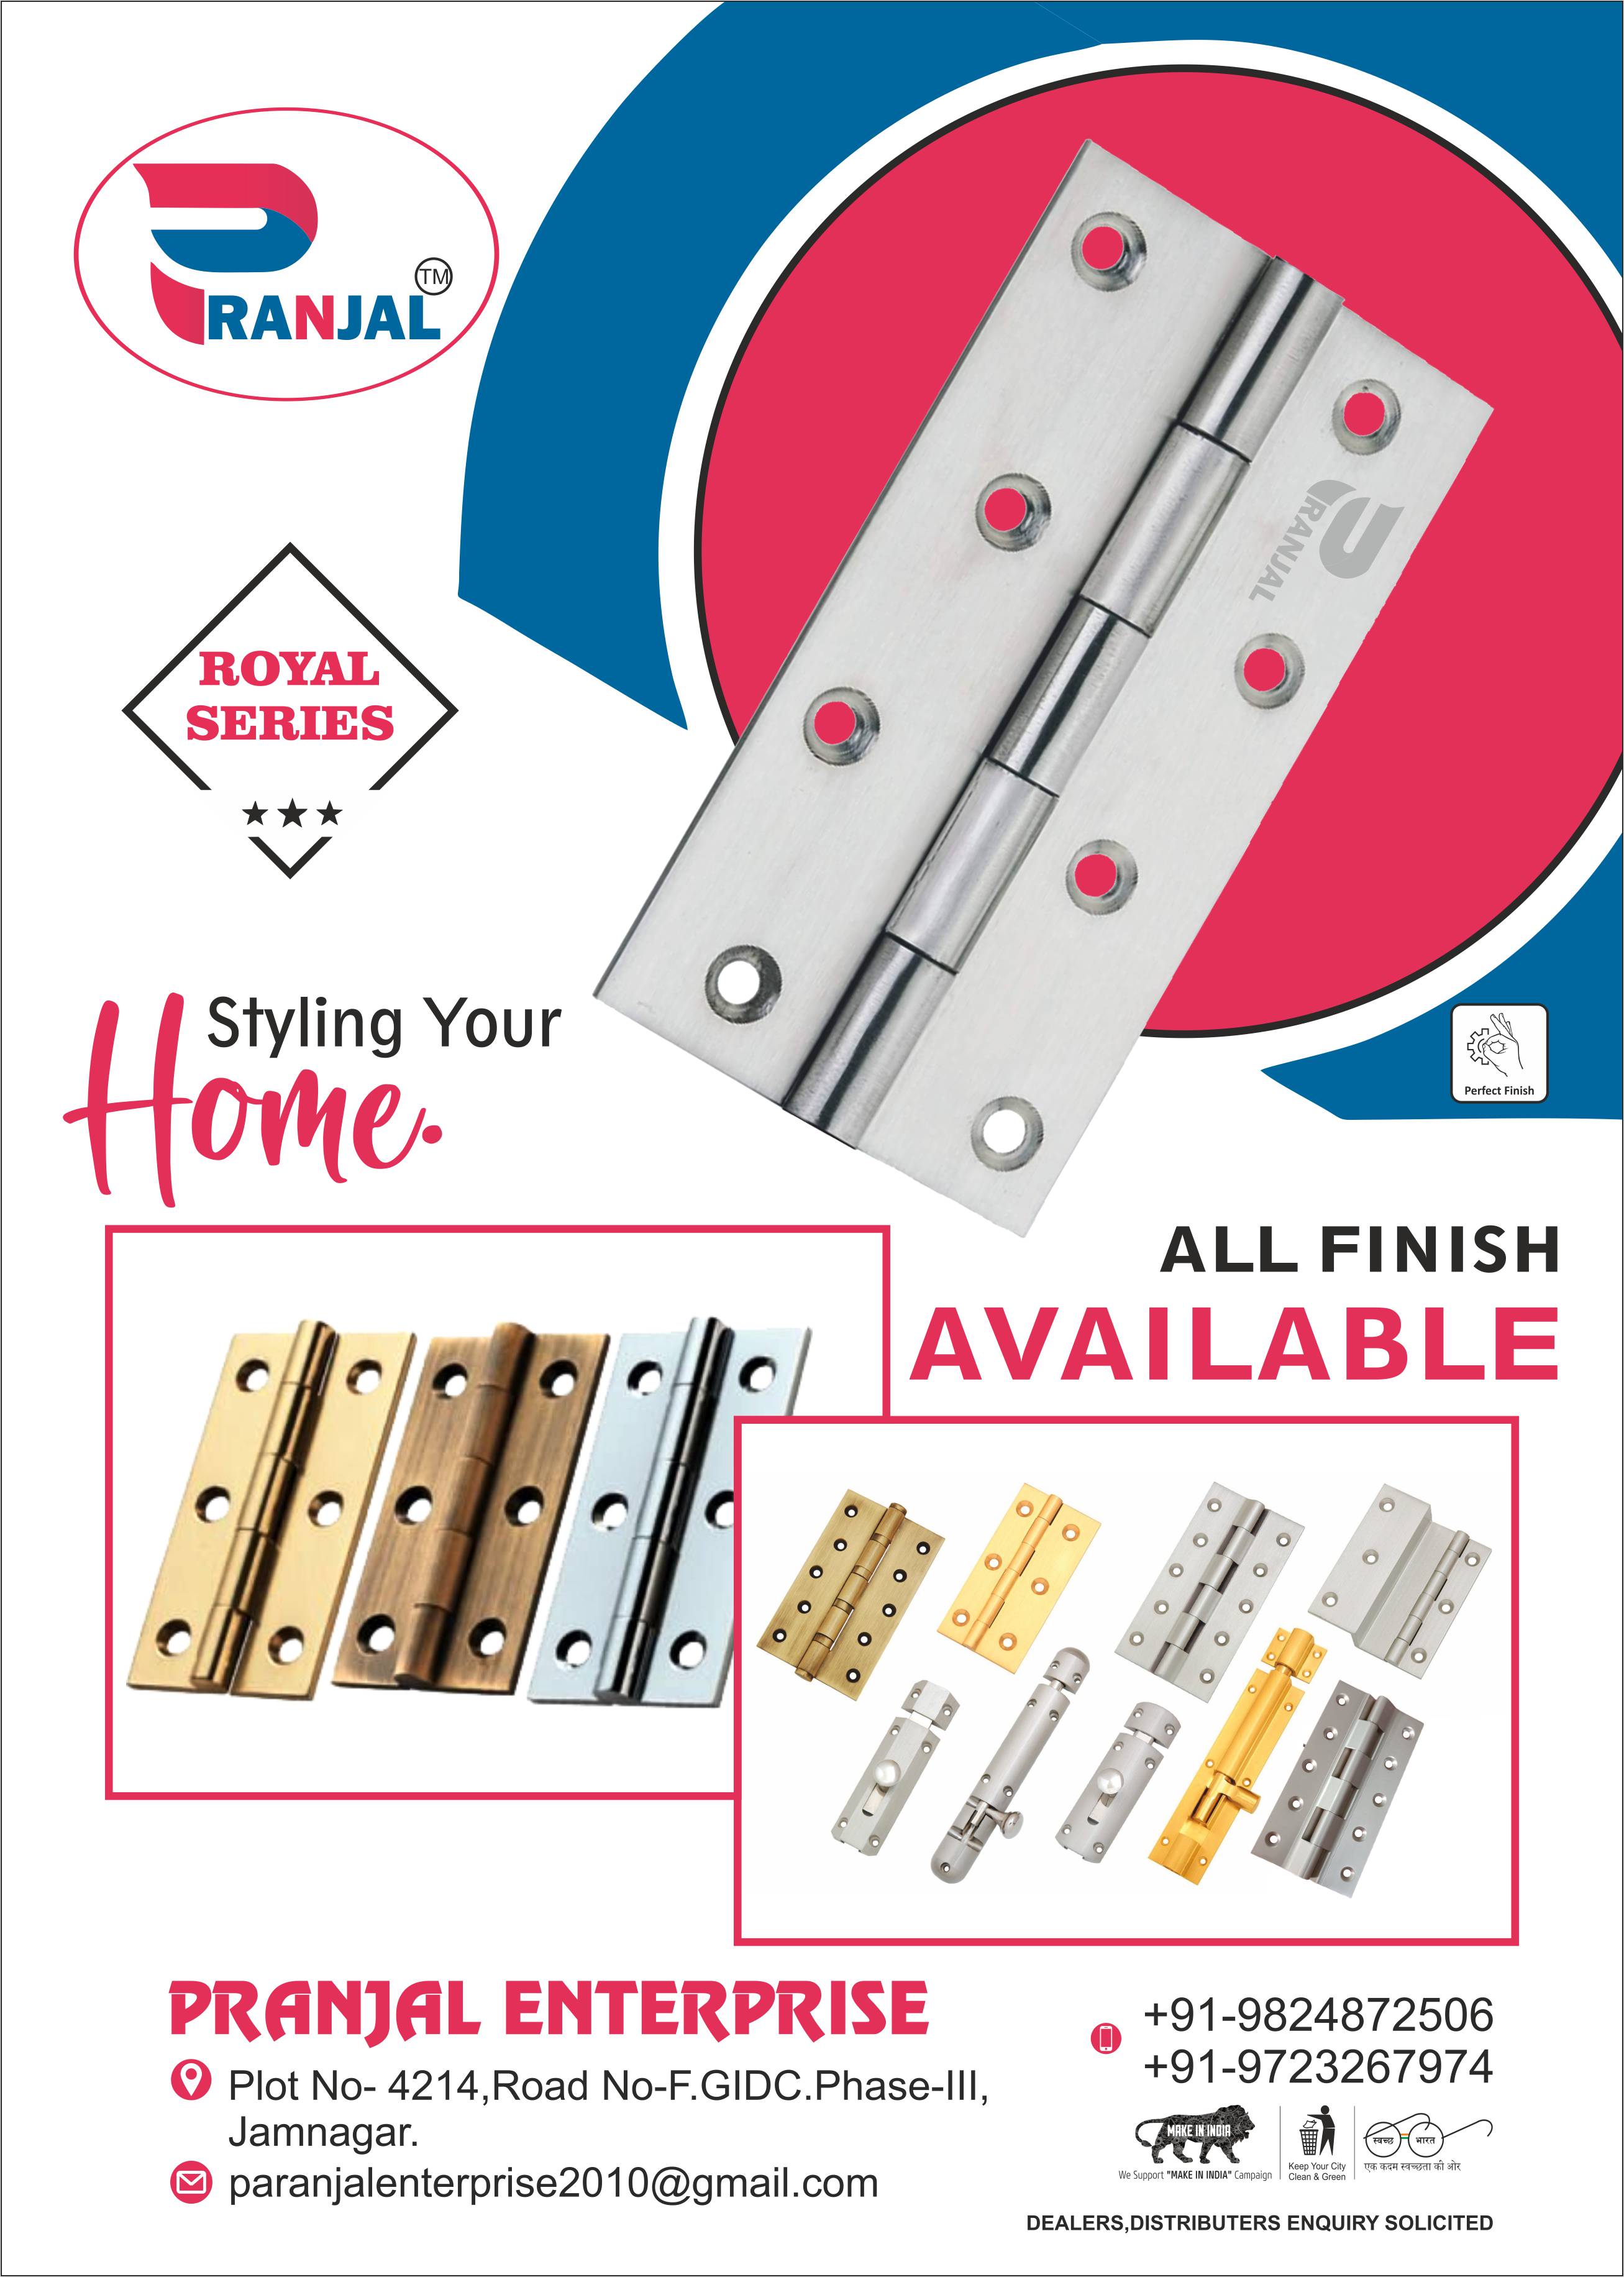 PRANJAL
TM
ROYAL
SERIES
PRANJAL
Styling Your
Home.
Perfect Finish
ALL FINISH
AVAILABLE
PRANJAL ENTERPRISE
Plot No- 4214,Road No-F.GIDC.Phase-III,
Jamnagar.
paranjalenterprise2010@gmail.com
+91-9824872506
+91-9723267974
MAKE IN INDIA
We Support "MAKE IN INDIA" Campaign
Keep Your City
Clean & Green
स्वच्छ भारत
एक कदम स्वच्छता की ओर
DEALERS,DISTRIBUTERS ENQUIRY SOLICITED